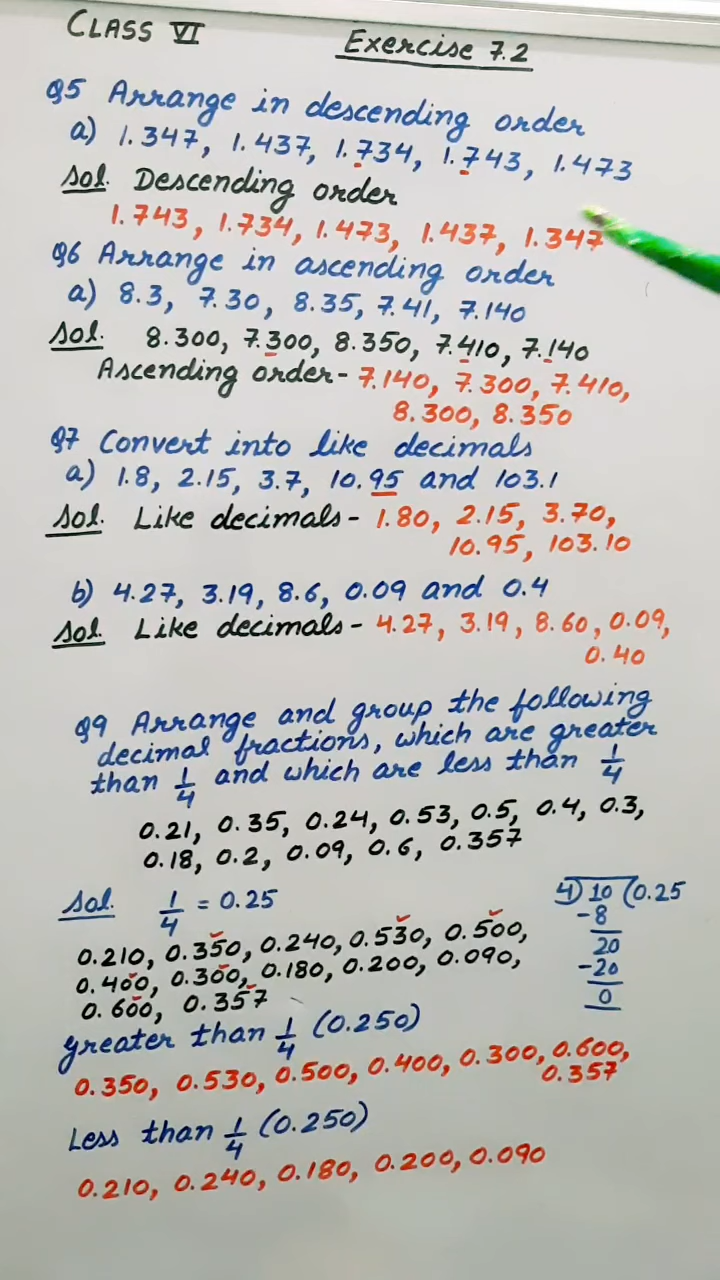 CLASS VI
Exercise 7.2
Q5 Arrange in descending order
a) 1.347, 1.437, 1.734, 1.743, 1.473
Sol. Descending order
1.743, 1.734, 1.473, 1.437, 1.347
Q6 Arrange in ascending order
a) 8.3, 7.30, 8.35, 7.41, 7.140
Sol. 8.300, 7.300, 8.350, 7.410, 7.140
Ascending order- 7.140, 7.300, 7.410,
8.300, 8.350
Q7 Convert into like decimals
a) 1.8, 2.15, 3.7, 10.95 and 103.1
Sol. Like decimals- 1.80, 2.15, 3.70,
10.95, 103.10
b) 4.27, 3.19, 8.6, 0.09 and 0.4
Sol. Like decimals- 4.27, 3.19, 8.60, 0.09,
0.40
Q9 Arrange and group the following
decimal fractions, which are greater
than 1/4 and which are less than 1/4
0.21, 0.35, 0.24, 0.53, 0.5, 0.4, 0.3,
0.18, 0.2, 0.09, 0.6, 0.357
Sol. 1/4 = 0.25
4) 10 (0.25
-8
20
-20
0
0.210, 0.350, 0.240, 0.530, 0.500,
0.400, 0.300, 0.180, 0.200, 0.090,
0.600, 0.357
Greater than 1/4 (0.250)
0.350, 0.530, 0.500, 0.400, 0.300, 0.600,
0.357
Less than 1/4 (0.250)
0.210, 0.240, 0.180, 0.200, 0.090